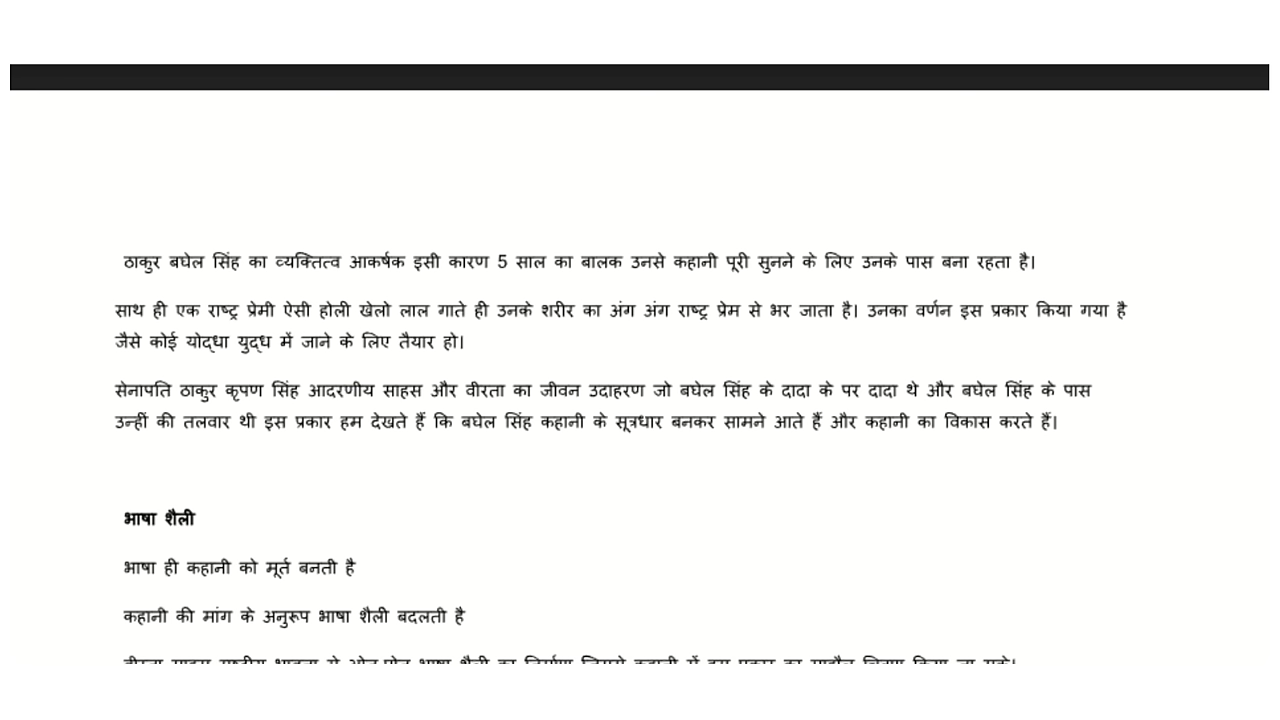 ठाकुर बघेल सिंह का व्यक्तित्व आकर्षक इसी कारण 5 साल का बालक उनसे कहानी पूरी सुनने के लिए उनके पास बना रहता है।
साथ ही एक राष्ट्र प्रेमी ऐसी होली खेलो लाल गाते ही उनके शरीर का अंग अंग राष्ट्र प्रेम से भर जाता है। उनका वर्णन इस प्रकार किया गया है
जैसे कोई योद्धा युद्ध में जाने के लिए तैयार हो।
सेनापति ठाकुर कृपण सिंह आदरणीय साहस और वीरता का जीवन उदाहरण जो बघेल सिंह के दादा के पर दादा थे और बघेल सिंह के पास
उन्हीं की तलवार थी इस प्रकार हम देखते हैं कि बघेल सिंह कहानी के सूत्रधार बनकर सामने आते हैं और कहानी का विकास करते हैं।
भाषा शैली
भाषा ही कहानी को मूर्त बनती है
कहानी की मांग के अनुरूप भाषा शैली बदलती है